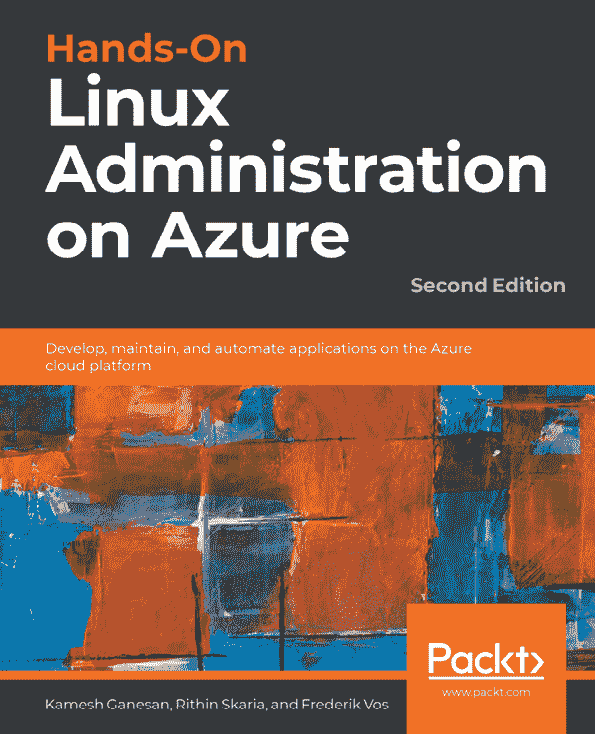 Hands-On
Linux
Administration
on Azure
Second Edition
Develop, maintain, and automate applications on the Azure
cloud platform
Packt>
www.packt.com
Kamesh Ganesan, Rithin Skaria, and Frederik Vos